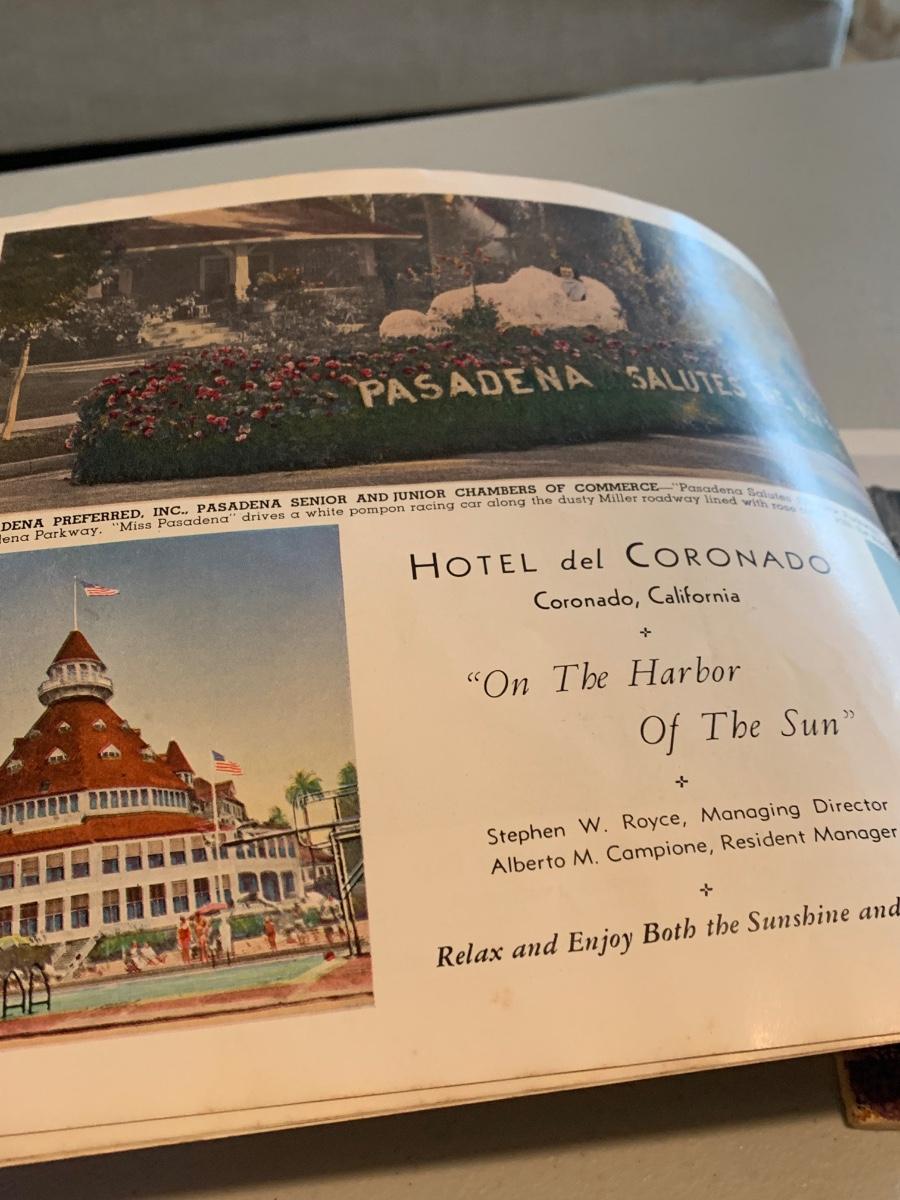 PASADENA SALUTES
DENA PREFERRED, INC., PASADENA SENIOR AND JUNIOR CHAMBERS OF COMMERCE—"Pasadena Salutes
ena Parkway. "Miss Pasadena" drives a white pompon racing car along the dusty Miller roadway lined with rose
HOTEL del CORONADO
Coronado, California
"On The Harbor
Of The Sun"
Stephen W. Royce, Managing Director
Alberto M. Campione, Resident Manager
Relax and Enjoy Both the Sunshine and